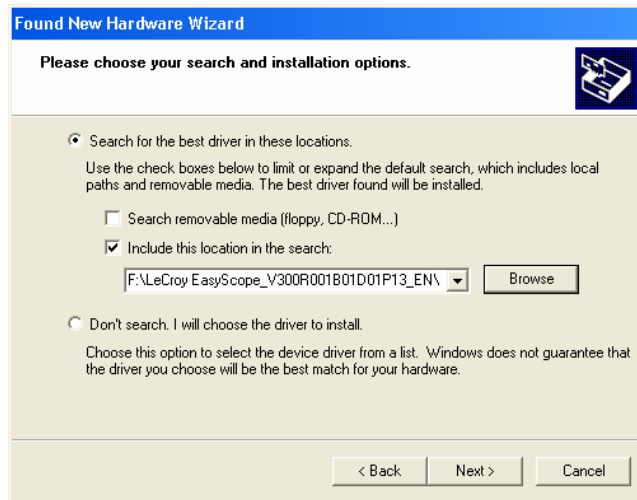 Found New Hardware Wizard
Please choose your search and installation options.
Search for the best driver in these locations.
Use the check boxes below to limit or expand the default search, which includes local
paths and removable media. The best driver found will be installed.
Search removable media (floppy, CD-ROM...)
Include this location in the search:
F:\LeCroy EasyScope_V300R001B01D01P13_EN\
Browse
Don't search. I will choose the driver to install.
Choose this option to select the device driver from a list. Windows does not guarantee that
the driver you choose will be the best match for your hardware.
< Back
Next >
Cancel